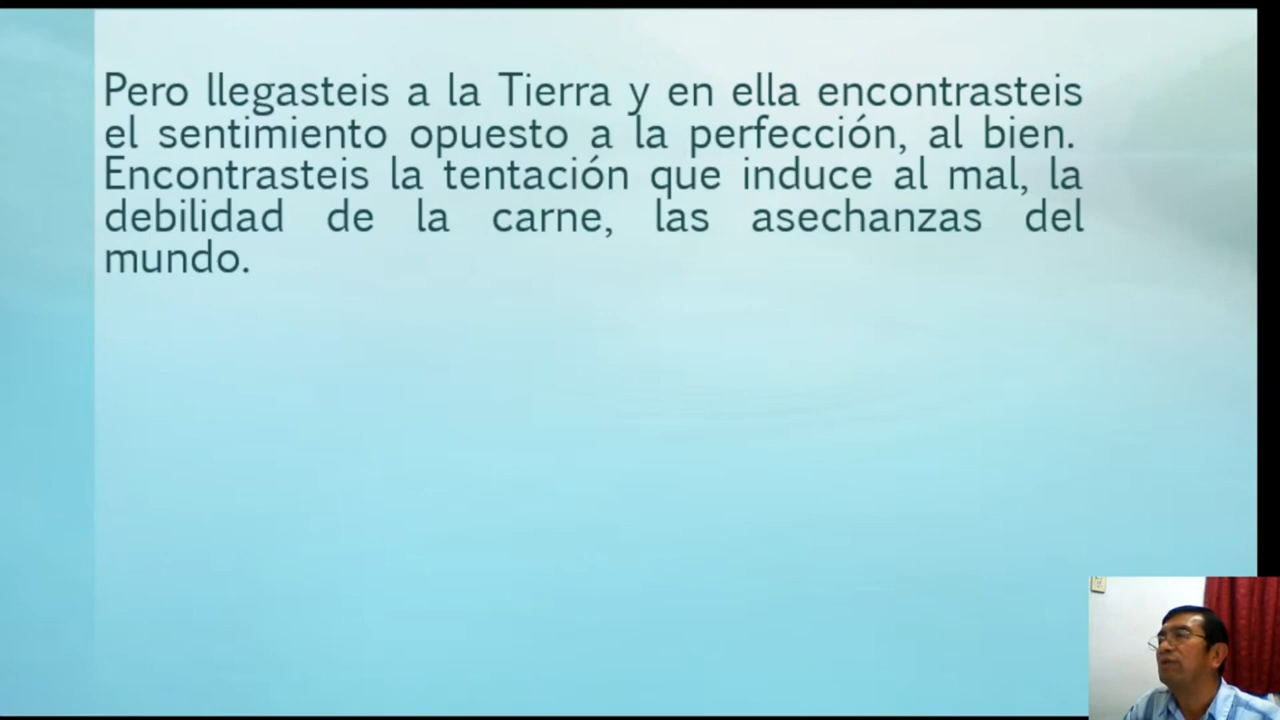 Pero llegasteis a la Tierra y en ella encontrasteis
el sentimiento opuesto a la perfección, al bien.
Encontrasteis la tentación que induce al mal, la
debilidad de la carne, las asechanzas del
mundo.